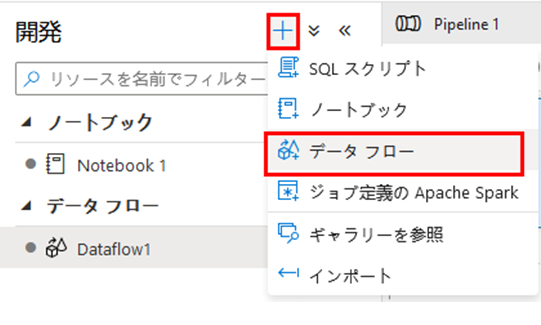 開発
Pipeline 1
リソースを名前でフィルター
ノートブック
Notebook 1
データ フロー
Dataflow1
SQL スクリプト
ノートブック
データ フロー
ジョブ定義の Apache Spark
ギャラリーを参照
インポート